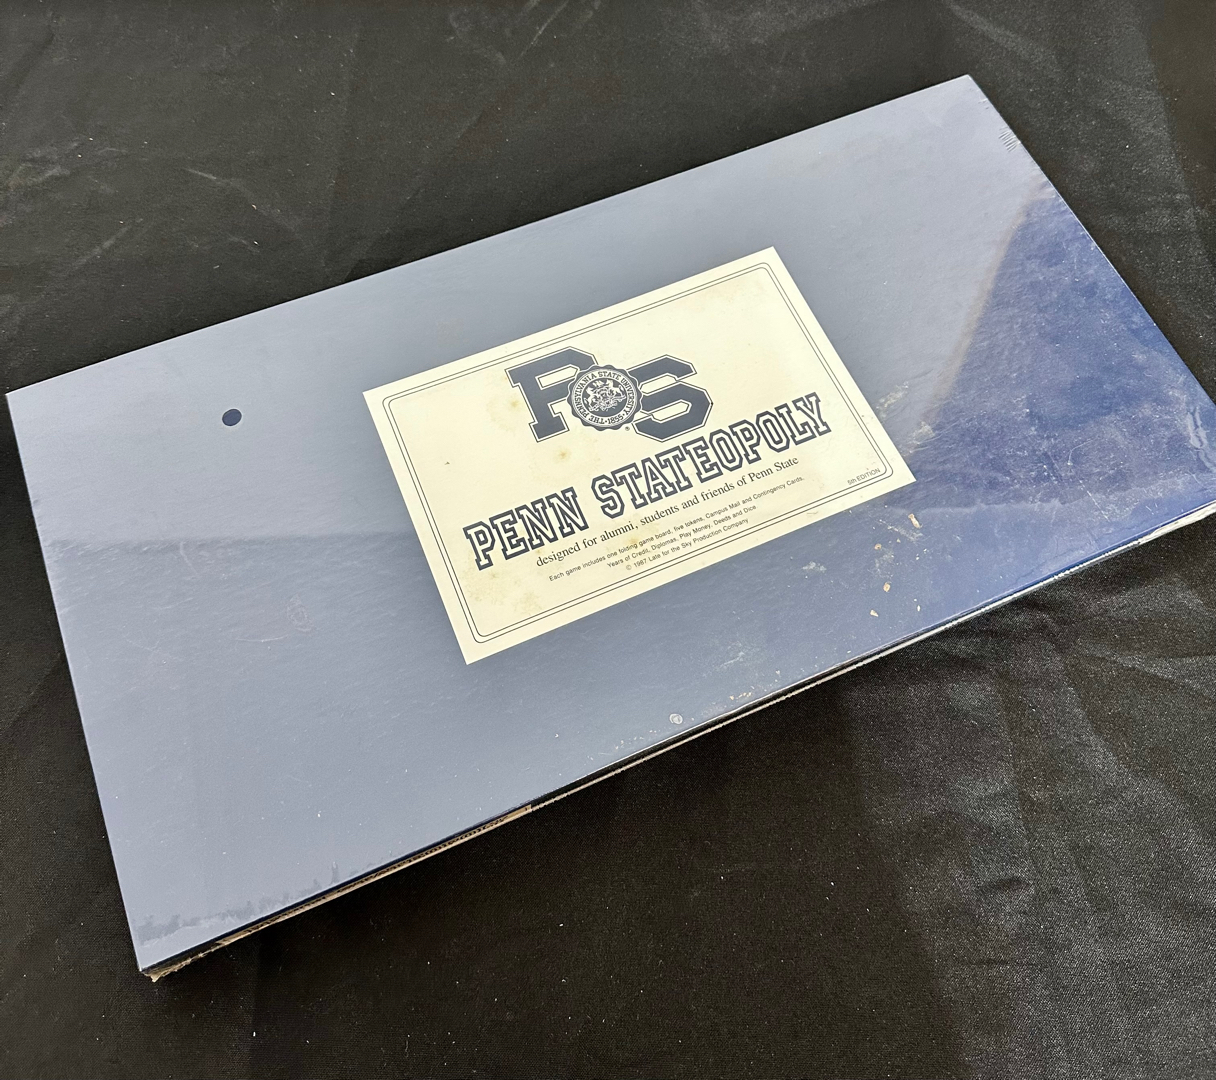 PS
THE PENNSYLVANIA STATE UNIVERSITY
·1855·
®
PENN STATEOPOLY
designed for alumni, students and friends of Penn State
Each game includes one folding game board, five tokens, Campus Mail and Contingency Cards,
Years of Credit, Diplomas, Play Money, Deeds and Dice
© 1987 Late for the Sky Production Company
5th EDITION